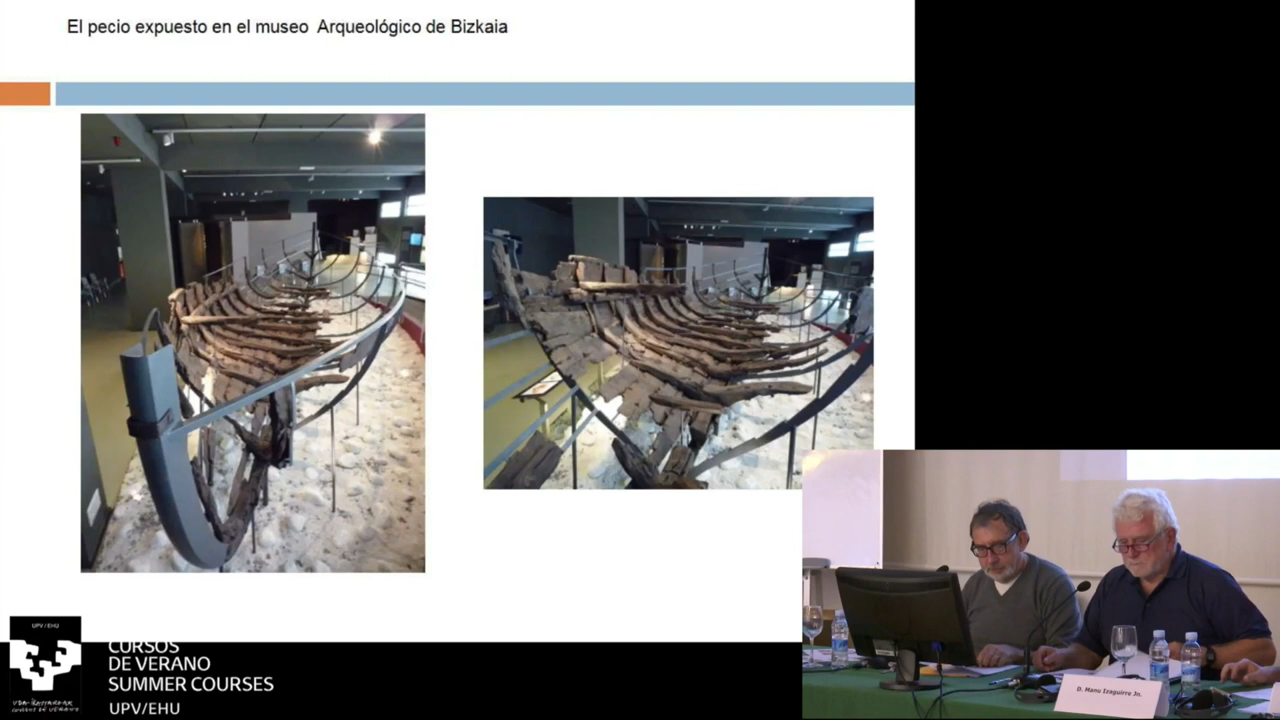 El pecio expuesto en el museo  Arqueológico de Bizkaia
UPV / EHU
CURSOS
DE VERANO
SUMMER COURSES
UPV/EHU
D. Manu Izaguirre Jn.